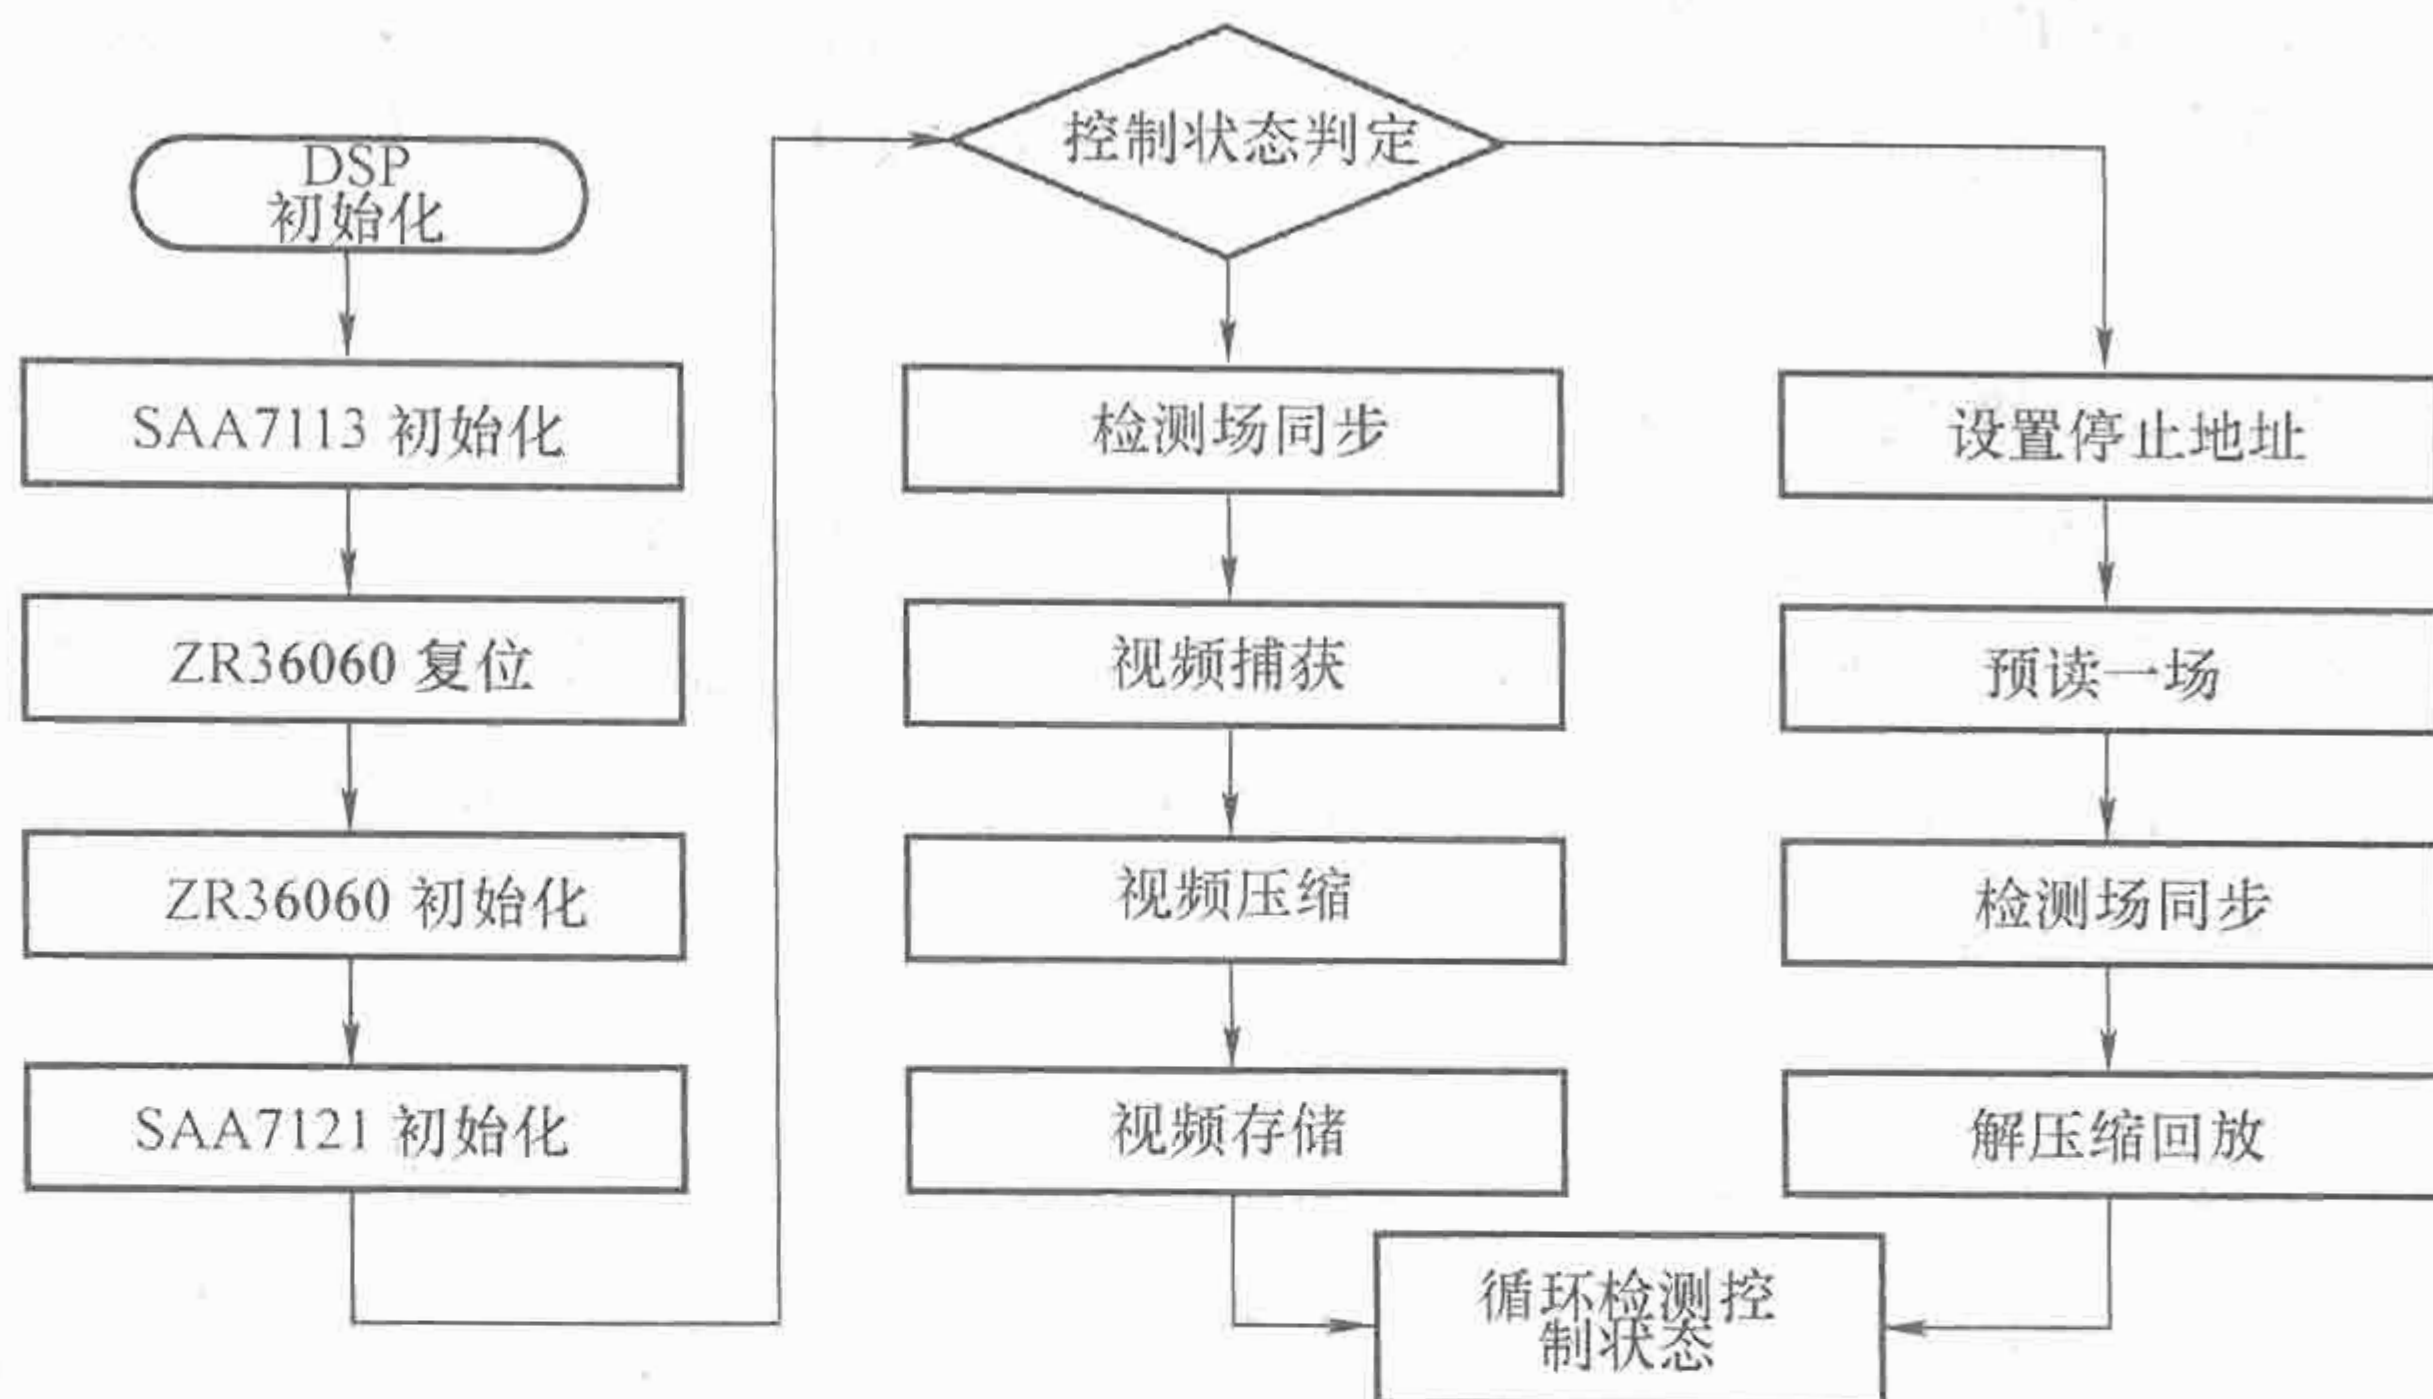 DSP
初始化
SAA7113 初始化
ZR36060 复位
ZR36060 初始化
SAA7121 初始化
控制状态判定
检测场同步
视频捕获
视频压缩
视频存储
设置停止地址
预读一场
检测场同步
解压缩回放
循环检测控
制状态